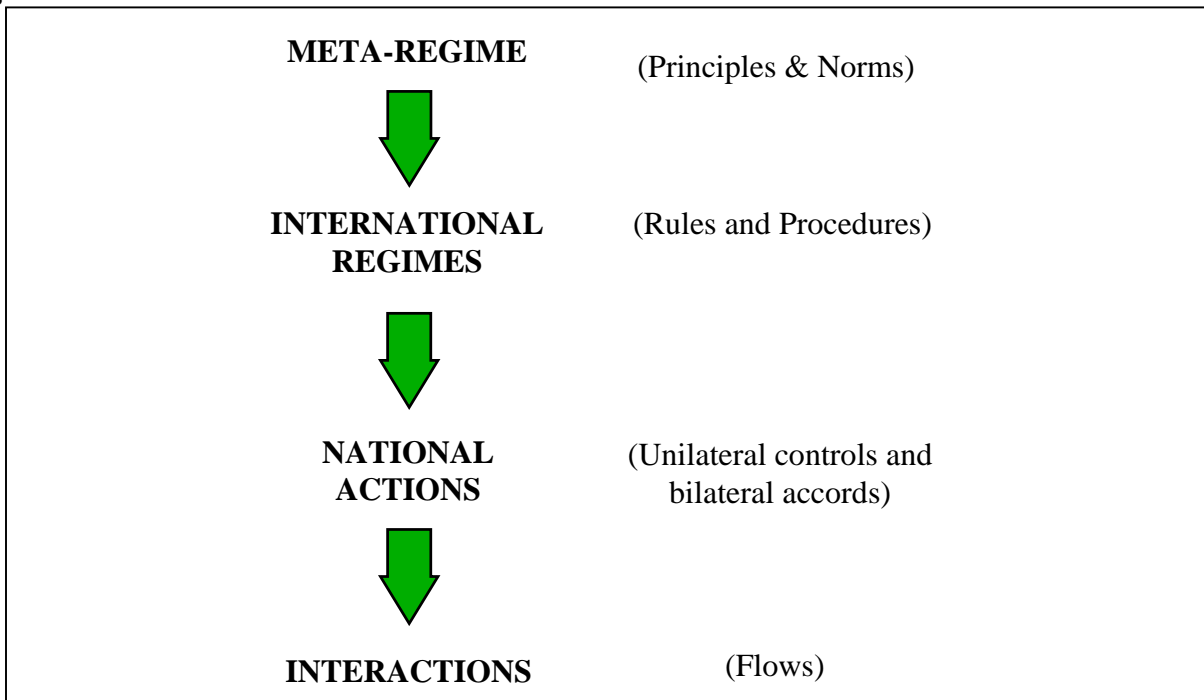 META-REGIME (Principles & Norms)
INTERNATIONAL (Rules and Procedures)
REGIMES
NATIONAL (Unilateral controls and
ACTIONS bilateral accords)
INTERACTIONS (Flows)